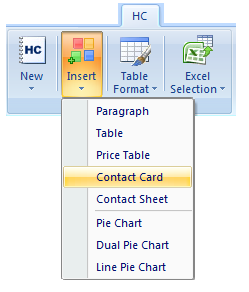 HC
HC
New
Insert
Table
Format
Excel
Selection
Paragraph
Table
Price Table
Contact Card
Contact Sheet
Pie Chart
Dual Pie Chart
Line Pie Chart